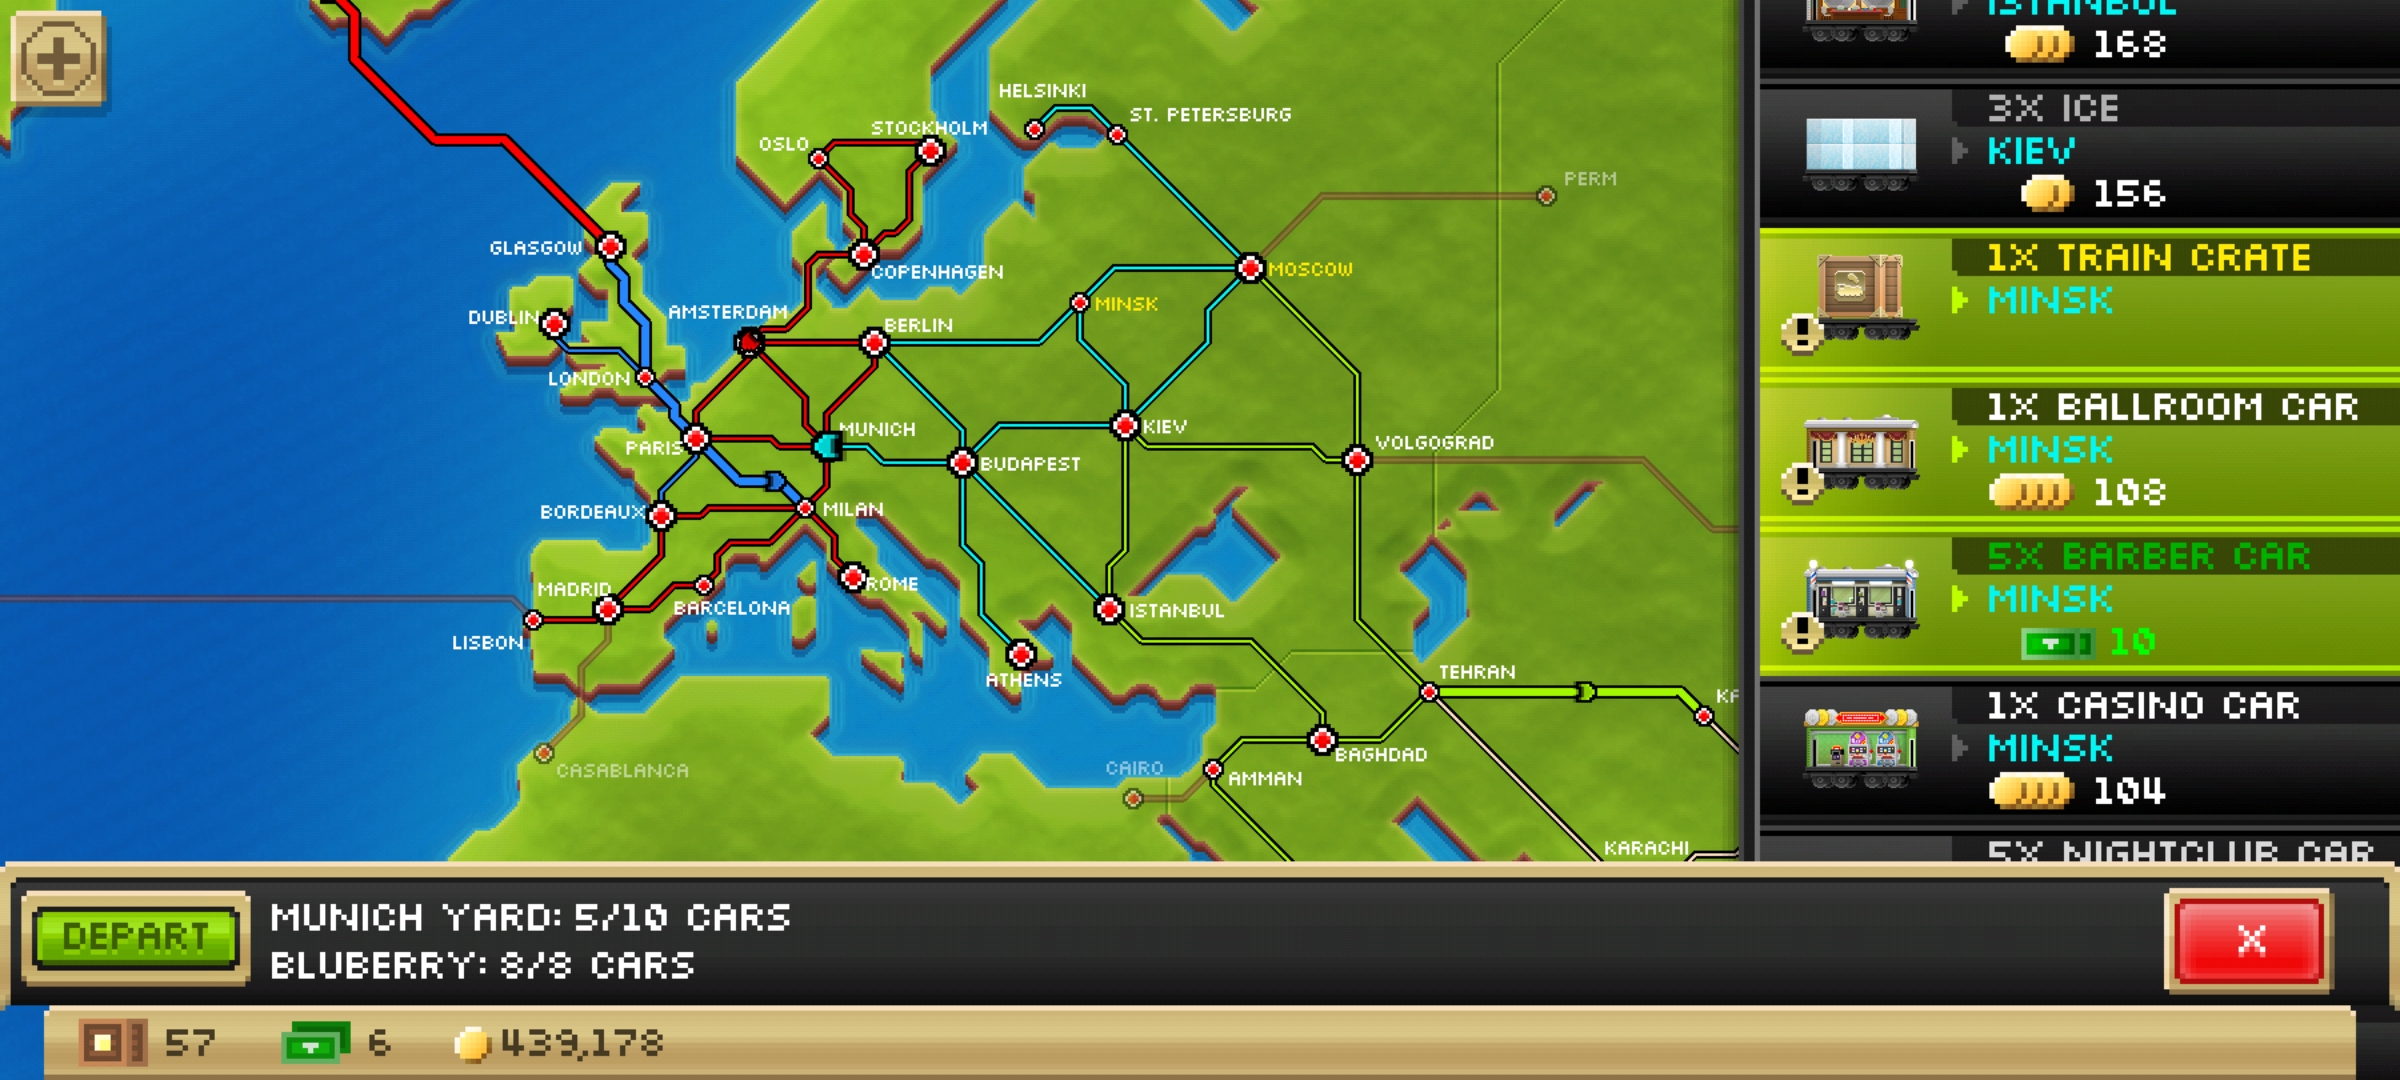 HELSINKI
ST. PETERSBURG
STOCKHOLM
OSLO
PERM
GLASGOW
COPENHAGEN
MOSCOW
MINSK
DUBLIN
AMSTERDAM
BERLIN
LONDON
MUNICH
KIEV
PARIS
BUDAPEST
VOLGOGRAD
BORDEAUX
MILAN
MADRID
ROME
BARCELONA
ISTANBUL
LISBON
ATHENS
TEHRAN
KA
CASABLANCA
CAIRO
AMMAN
BAGHDAD
KARACHI
ISTANBUL
168
3X ICE
KIEV
156
1X TRAIN CRATE
MINSK
1X BALLROOM CAR
MINSK
108
5X BARBER CAR
MINSK
10
1X CASINO CAR
MINSK
104
5X NIGHTCLUB CAR
DEPART
MUNICH YARD: 5/10 CARS
BLUBERRY: 8/8 CARS
X
57
6
439,178